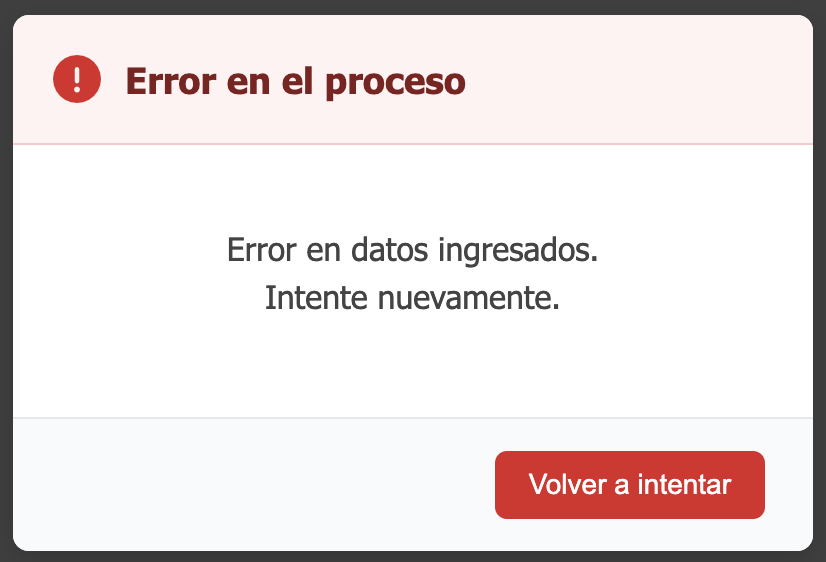 Error en el proceso
Error en datos ingresados.
Intente nuevamente.
Volver a intentar